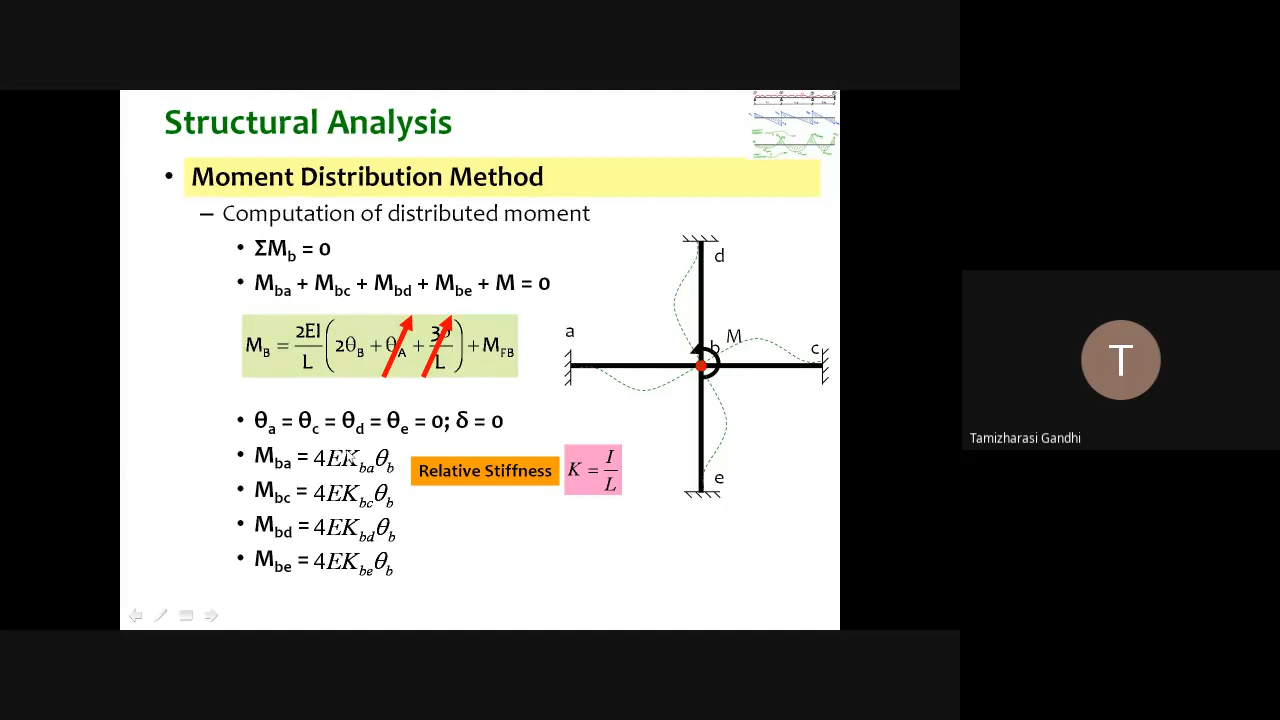 Structural Analysis
• Moment Distribution Method
– Computation of distributed moment
• ΣM_b = 0
• M_ba + M_bc + M_bd + M_be + M = 0
M_B = 2EI/L (2θ_B + θ_A + 3δ/L) + M_FB
• θ_a = θ_c = θ_d = θ_e = 0; δ = 0
• M_ba = 4EK_ba θ_b
Relative Stiffness K = I/L
• M_bc = 4EK_bc θ_b
• M_bd = 4EK_bd θ_b
• M_be = 4EK_be θ_b
d
a
b
M
c
e
T
Tamizharasi Gandhi